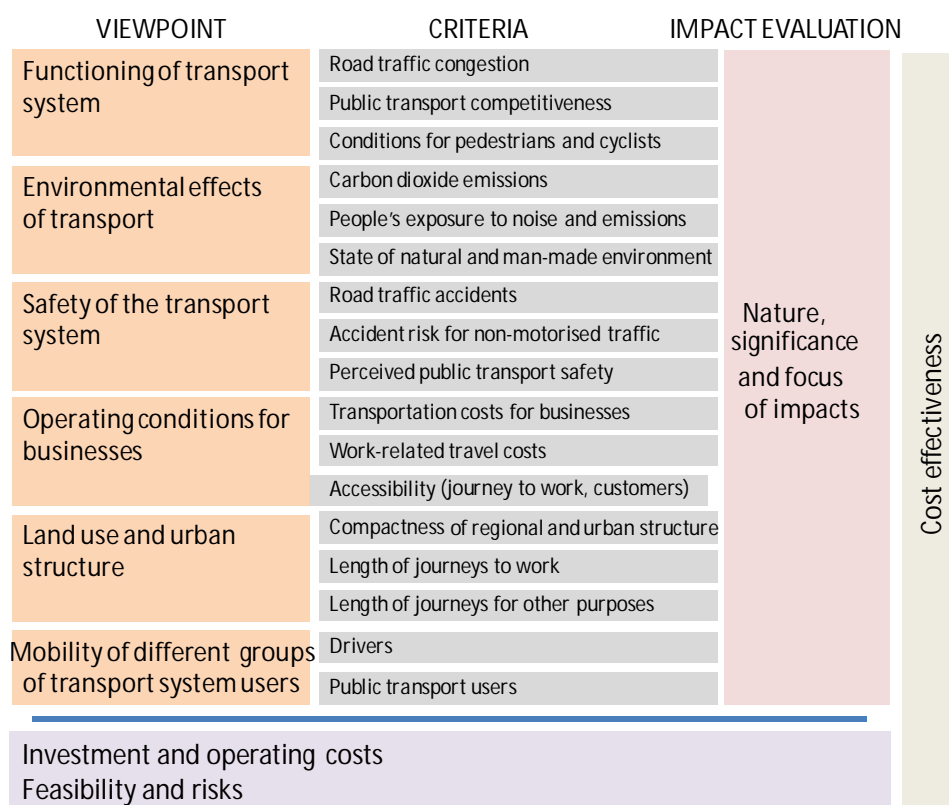 VIEWPOINT
CRITERIA
IMPACT EVALUATION
Functioning of transport
system
Road traffic congestion
Public transport competitiveness
Conditions for pedestrians and cyclists
Environmental effects
of transport
Carbon dioxide emissions
People's exposure to noise and emissions
State of natural and man-made environment
Safety of the transport
system
Road traffic accidents
Accident risk for non-motorised traffic
Perceived public transport safety
Operating conditions for
businesses
Transportation costs for businesses
Work-related travel costs
Accessibility (journey to work, customers)
Land use and urban
structure
Compactness of regional and urban structure
Length of journeys to work
Length of journeys for other purposes
Mobility of different groups
of transport system users
Drivers
Public transport users
Nature,
significance
and focus
of impacts
Cost effectiveness
Investment and operating costs
Feasibility and risks